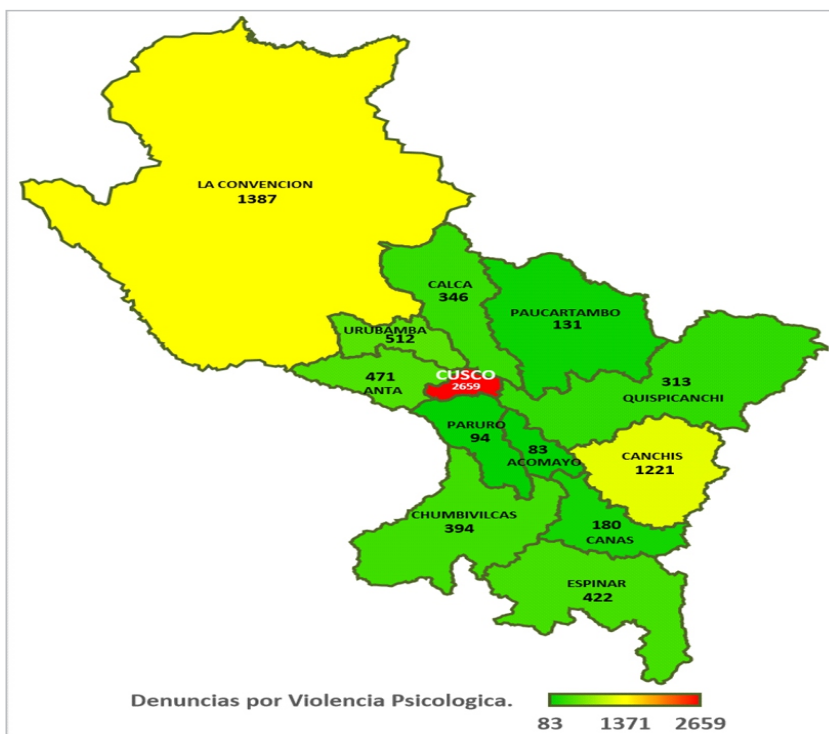 LA CONVENCION
1387
CALCA
346
PAUCARTAMBO
131
URUBAMBA
512
471
ANTA
CUSCO
2659
313
QUISPICANCHI
PARURO
94
83
ACOMAYO
CANCHIS
1221
CHUMBIVILCAS
394
180
CANAS
ESPINAR
422
Denuncias por Violencia Psicologica.
83 1371 2659